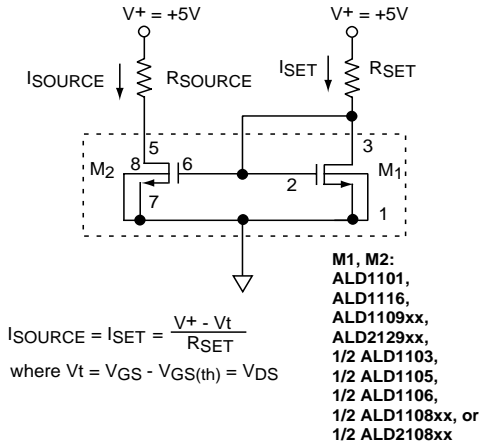 V+ = +5V
V+ = +5V
ISOURCE
RSOURCE
ISET
RSET
5
3
M2
8
6
2
M1
7
1
M1, M2:
ALD1101,
ALD1116,
ALD1109xx,
ALD2129xx,
1/2 ALD1103,
1/2 ALD1105,
1/2 ALD1106,
1/2 ALD1108xx, or
1/2 ALD2108xx
ISOURCE = ISET = V+ - Vt / RSET
where Vt = VGS - VGS(th) = VDS